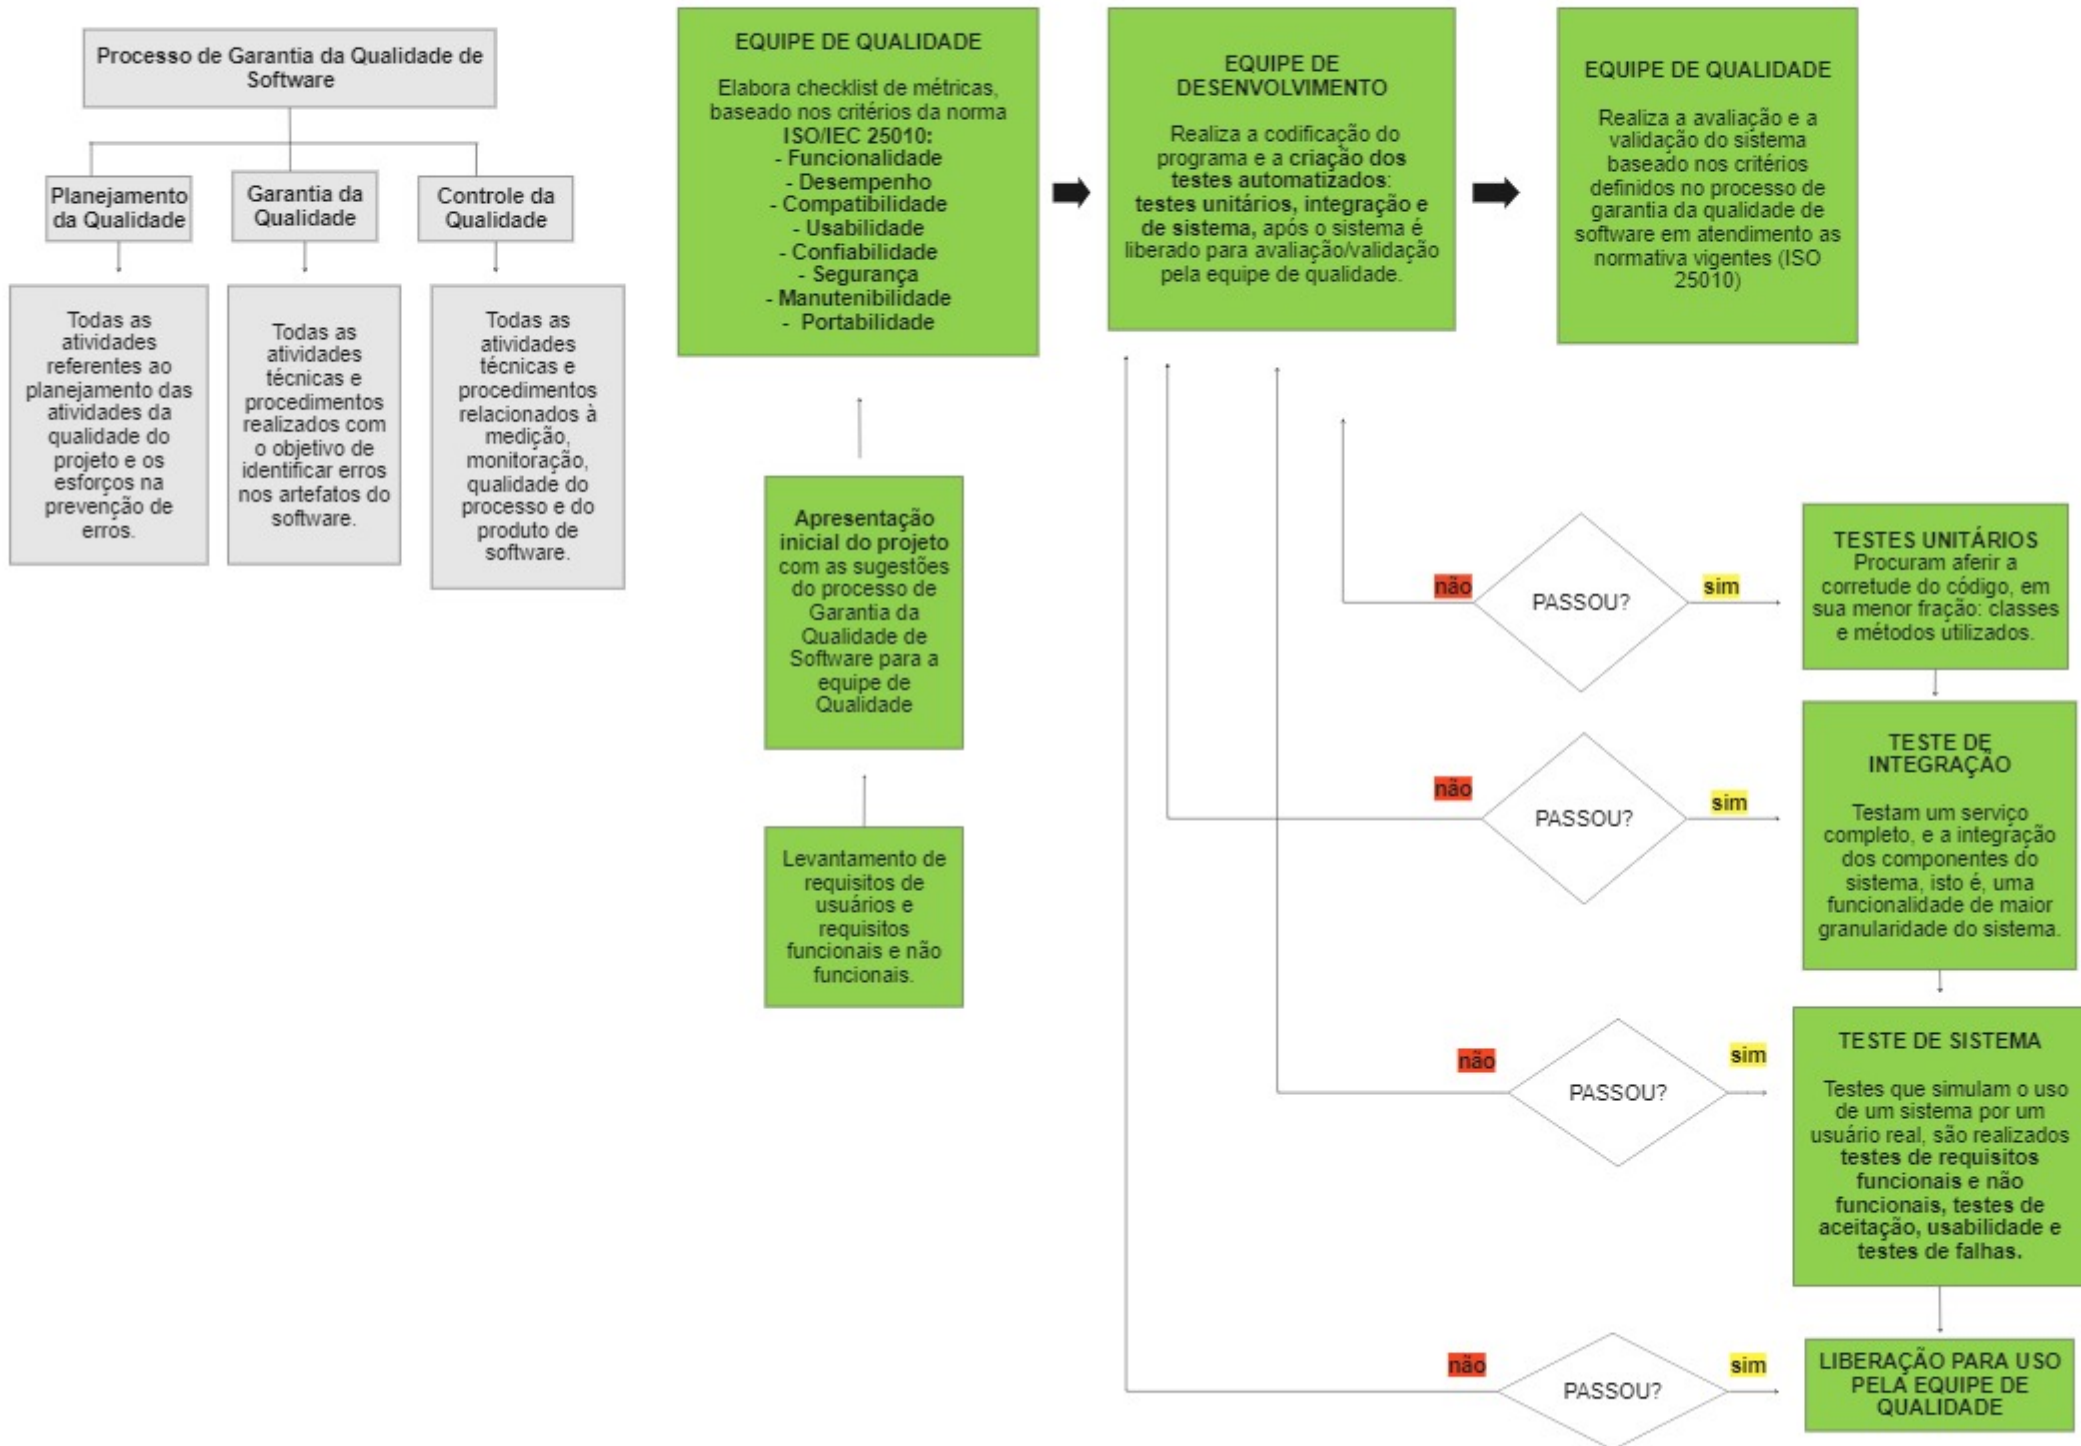 Processo de Garantia da Qualidade de
Software
Planejamento
da Qualidade
Garantia da
Qualidade
Controle da
Qualidade
Todas as
atividades
referentes ao
planejamento das
atividades da
qualidade do
projeto e os
esforços na
prevenção de
erros.
Todas as
atividades
técnicas e
procedimentos
realizados com
o objetivo de
identificar erros
nos artefatos do
software.
Todas as
atividades
técnicas e
procedimentos
relacionados à
medição,
monitoração,
qualidade do
processo e do
produto de
software.
EQUIPE DE QUALIDADE
Elabora checklist de métricas,
baseado nos critérios da norma
ISO/IEC 25010:
- Funcionalidade
- Desempenho
- Compatibilidade
- Usabilidade
- Confiabilidade
- Segurança
- Manutenibilidade
- Portabilidade
Apresentação
inicial do projeto
com as sugestões
do processo de
Garantia da
Qualidade de
Software para a
equipe de
Qualidade
Levantamento de
requisitos de
usuários e
requisitos
funcionais e não
funcionais.
EQUIPE DE
DESENVOLVIMENTO
Realiza a codificação do
programa e a criação dos
testes automatizados:
testes unitários, integração e
de sistema, após o sistema é
liberado para avaliação/validação
pela equipe de qualidade.
EQUIPE DE QUALIDADE
Realiza a avaliação e a
validação do sistema
baseado nos critérios
definidos no processo de
garantia da qualidade de
software em atendimento as
normativa vigentes (ISO
25010)
não
PASSOU?
sim
TESTES UNITÁRIOS
Procuram aferir a
corretude do código, em
sua menor fração: classes
e métodos utilizados.
não
PASSOU?
sim
TESTE DE
INTEGRAÇÃO
Testam um serviço
completo, e a integração
dos componentes do
sistema, isto é, uma
funcionalidade de maior
granularidade do sistema.
não
PASSOU?
sim
TESTE DE SISTEMA
Testes que simulam o uso
de um sistema por um
usuário real, são realizados
testes de requisitos
funcionais e não
funcionais, testes de
aceitação, usabilidade e
testes de falhas.
não
PASSOU?
sim
LIBERAÇÃO PARA USO
PELA EQUIPE DE
QUALIDADE